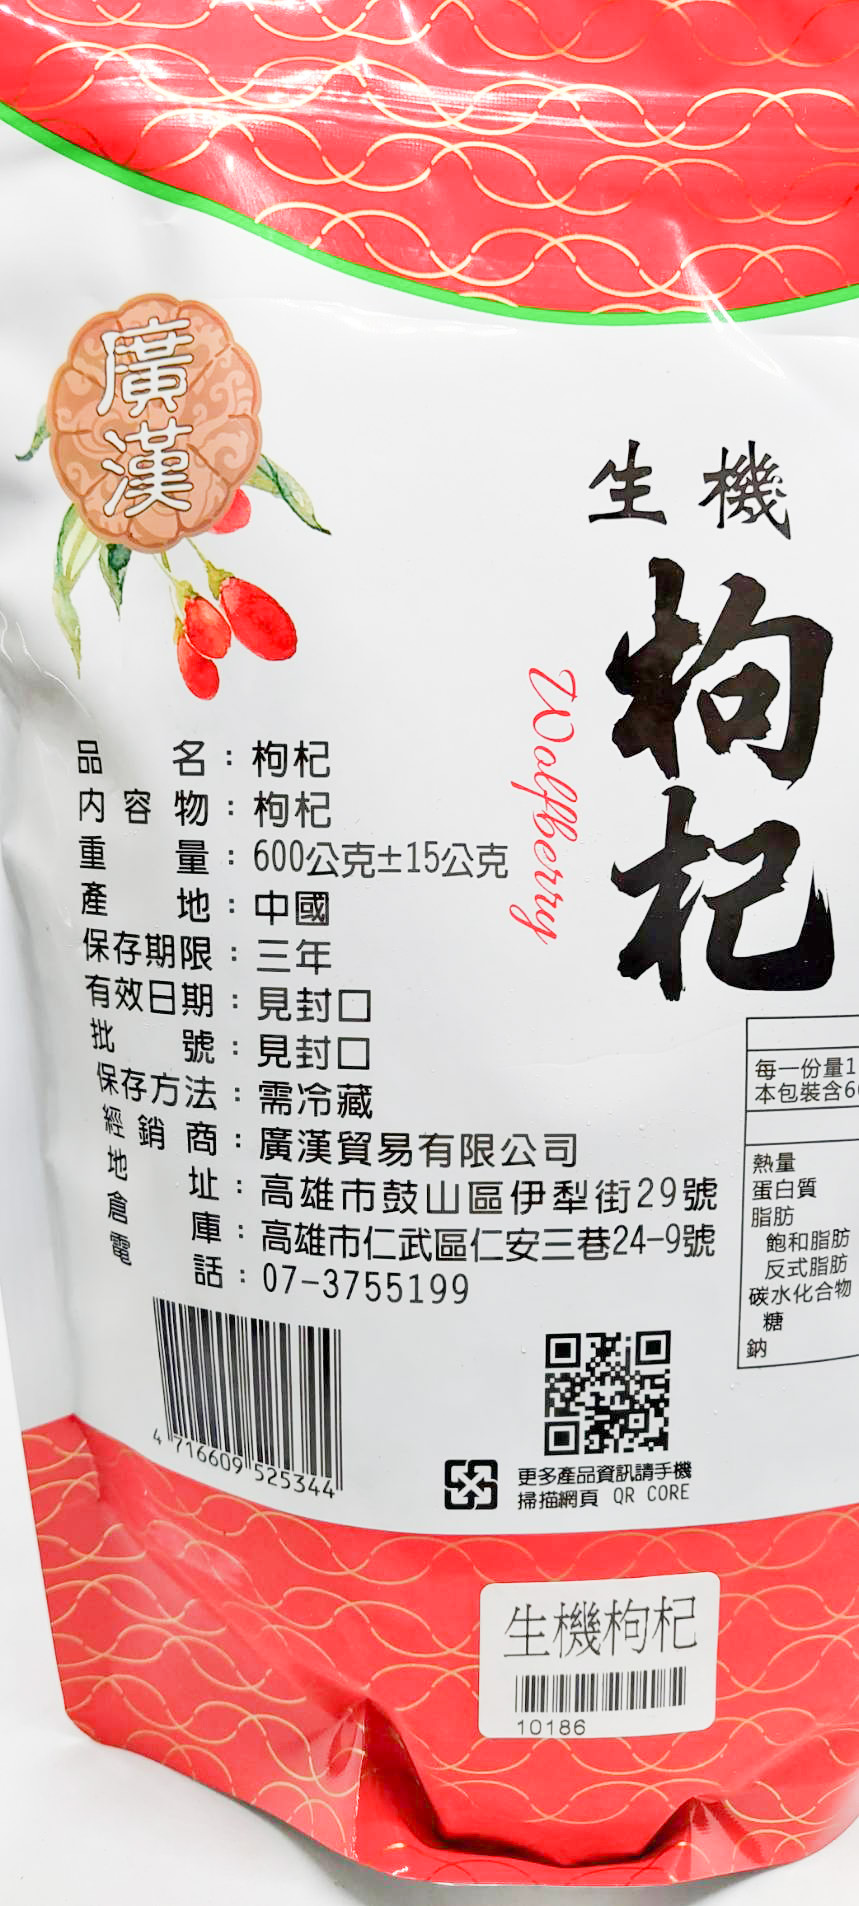 廣漢
生機
枸杞
Wolfberry
品名：枸杞
內容物：枸杞
重量：600公克±15公克
產地：中國
保存期限：三年
有效日期：見封口
批號：見封口
保存方法：需冷藏
經銷商：廣漢貿易有限公司
地址：高雄市鼓山區伊犁街29號
倉庫：高雄市仁武區仁安三巷24-9號
電話：07-3755199
每一份量1
本包裝含6
熱量
蛋白質
脂肪
飽和脂肪
反式脂肪
碳水化合物
糖
鈉
4 716609 525344
更多產品資訊請手機
掃描網頁 QR CORE
生機枸杞
10186